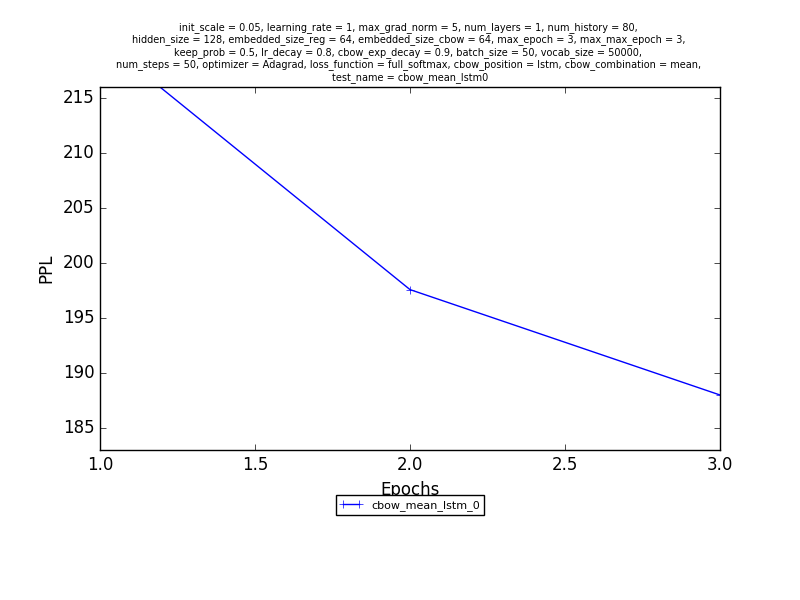 init_scale = 0.05, learning_rate = 1, max_grad_norm = 5, num_layers = 1, num_history = 80,
hidden_size = 128, embedded_size_reg = 64, embedded_size_cbow = 64, max_epoch = 3, max_max_epoch = 3,
keep_prob = 0.5, lr_decay = 0.8, cbow_exp_decay = 0.9, batch_size = 50, vocab_size = 50000,
num_steps = 50, optimizer = Adagrad, loss_function = full_softmax, cbow_position = lstm, cbow_combination = mean,
test_name = cbow_mean_lstm0
215
210
205
200
195
190
185
PPL
1.0 1.5 2.0 2.5 3.0
Epochs
cbow_mean_lstm_0